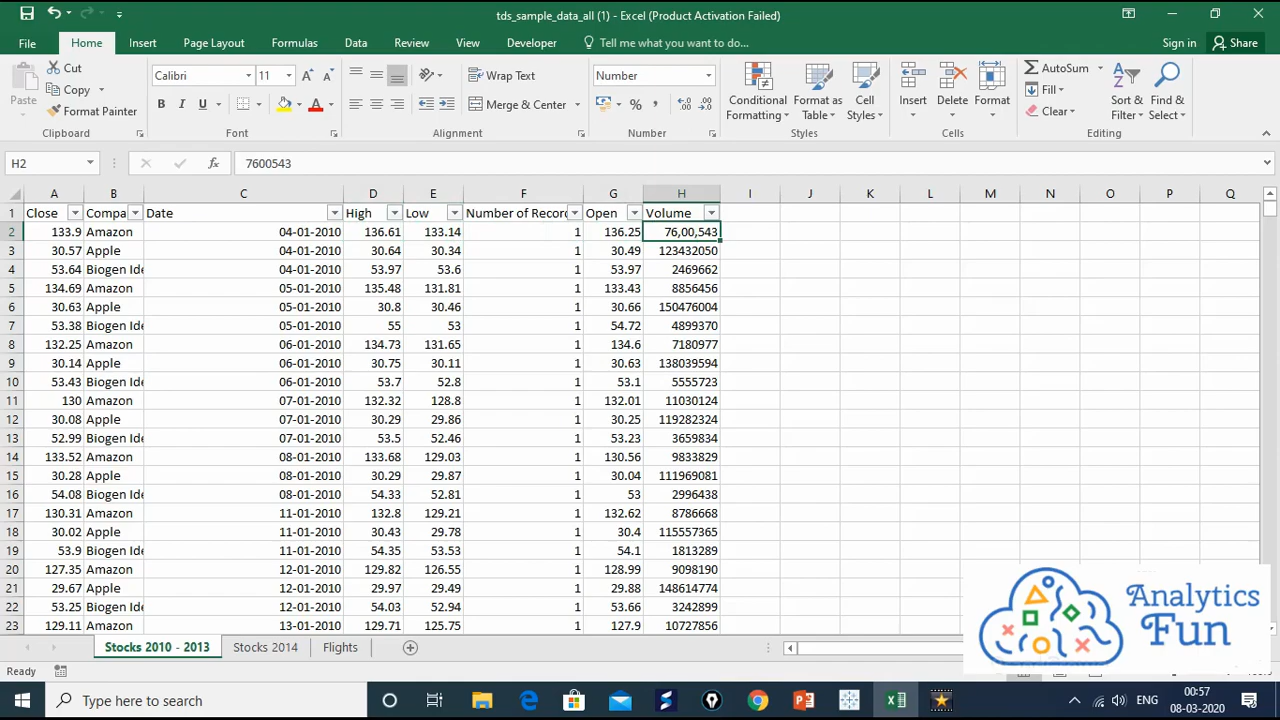 tds_sample_data_all (1) - Excel (Product Activation Failed)
File Home Insert Page Layout Formulas Data Review View Developer Tell me what you want to do... Sign in Share
Cut
Copy
Format Painter
Paste
Clipboard
Calibri 11
B I U
Font
Wrap Text
Merge & Center
Alignment
Number
%
Number
Conditional Formatting
Format as Table
Cell Styles
Styles
Insert Delete Format
Cells
AutoSum
Fill
Clear
Sort & Filter
Find & Select
Editing
H2 fx 7600543
A B C D E F G H I J K L M N O P Q
1 Close Compa Date High Low Number of Recor Open Volume
2 133.9 Amazon 04-01-2010 136.61 133.14 1 136.25 76,00,543
3 30.57 Apple 04-01-2010 30.64 30.34 1 30.49 123432050
4 53.64 Biogen Ide 04-01-2010 53.97 53.6 1 53.97 2469662
5 134.69 Amazon 05-01-2010 135.48 131.81 1 133.43 8856456
6 30.63 Apple 05-01-2010 30.8 30.46 1 30.66 150476004
7 53.38 Biogen Ide 05-01-2010 55 53 1 54.72 4899370
8 132.25 Amazon 06-01-2010 134.73 131.65 1 134.6 7180977
9 30.14 Apple 06-01-2010 30.75 30.11 1 30.63 138039594
10 53.43 Biogen Ide 06-01-2010 53.7 52.8 1 53.1 5555723
11 130 Amazon 07-01-2010 132.32 128.8 1 132.01 11030124
12 30.08 Apple 07-01-2010 30.29 29.86 1 30.25 119282324
13 52.99 Biogen Ide 07-01-2010 53.5 52.46 1 53.23 3659834
14 133.52 Amazon 08-01-2010 133.68 129.03 1 130.56 9833829
15 30.28 Apple 08-01-2010 30.29 29.87 1 30.04 111969081
16 54.08 Biogen Ide 08-01-2010 54.33 52.81 1 53 2996438
17 130.31 Amazon 11-01-2010 132.8 129.21 1 132.62 8786668
18 30.02 Apple 11-01-2010 30.43 29.78 1 30.4 115557365
19 53.9 Biogen Ide 11-01-2010 54.35 53.53 1 54.1 1813289
20 127.35 Amazon 12-01-2010 129.82 126.55 1 128.99 9098190
21 29.67 Apple 12-01-2010 29.97 29.49 1 29.88 148614774
22 53.25 Biogen Ide 12-01-2010 54.03 52.94 1 53.66 3242899
23 129.11 Amazon 13-01-2010 129.71 125.75 1 127.9 10727856
Analytics
Fun
Stocks 2010 - 2013 Stocks 2014 Flights
Ready
Type here to search
ENG
00:57
08-03-2020